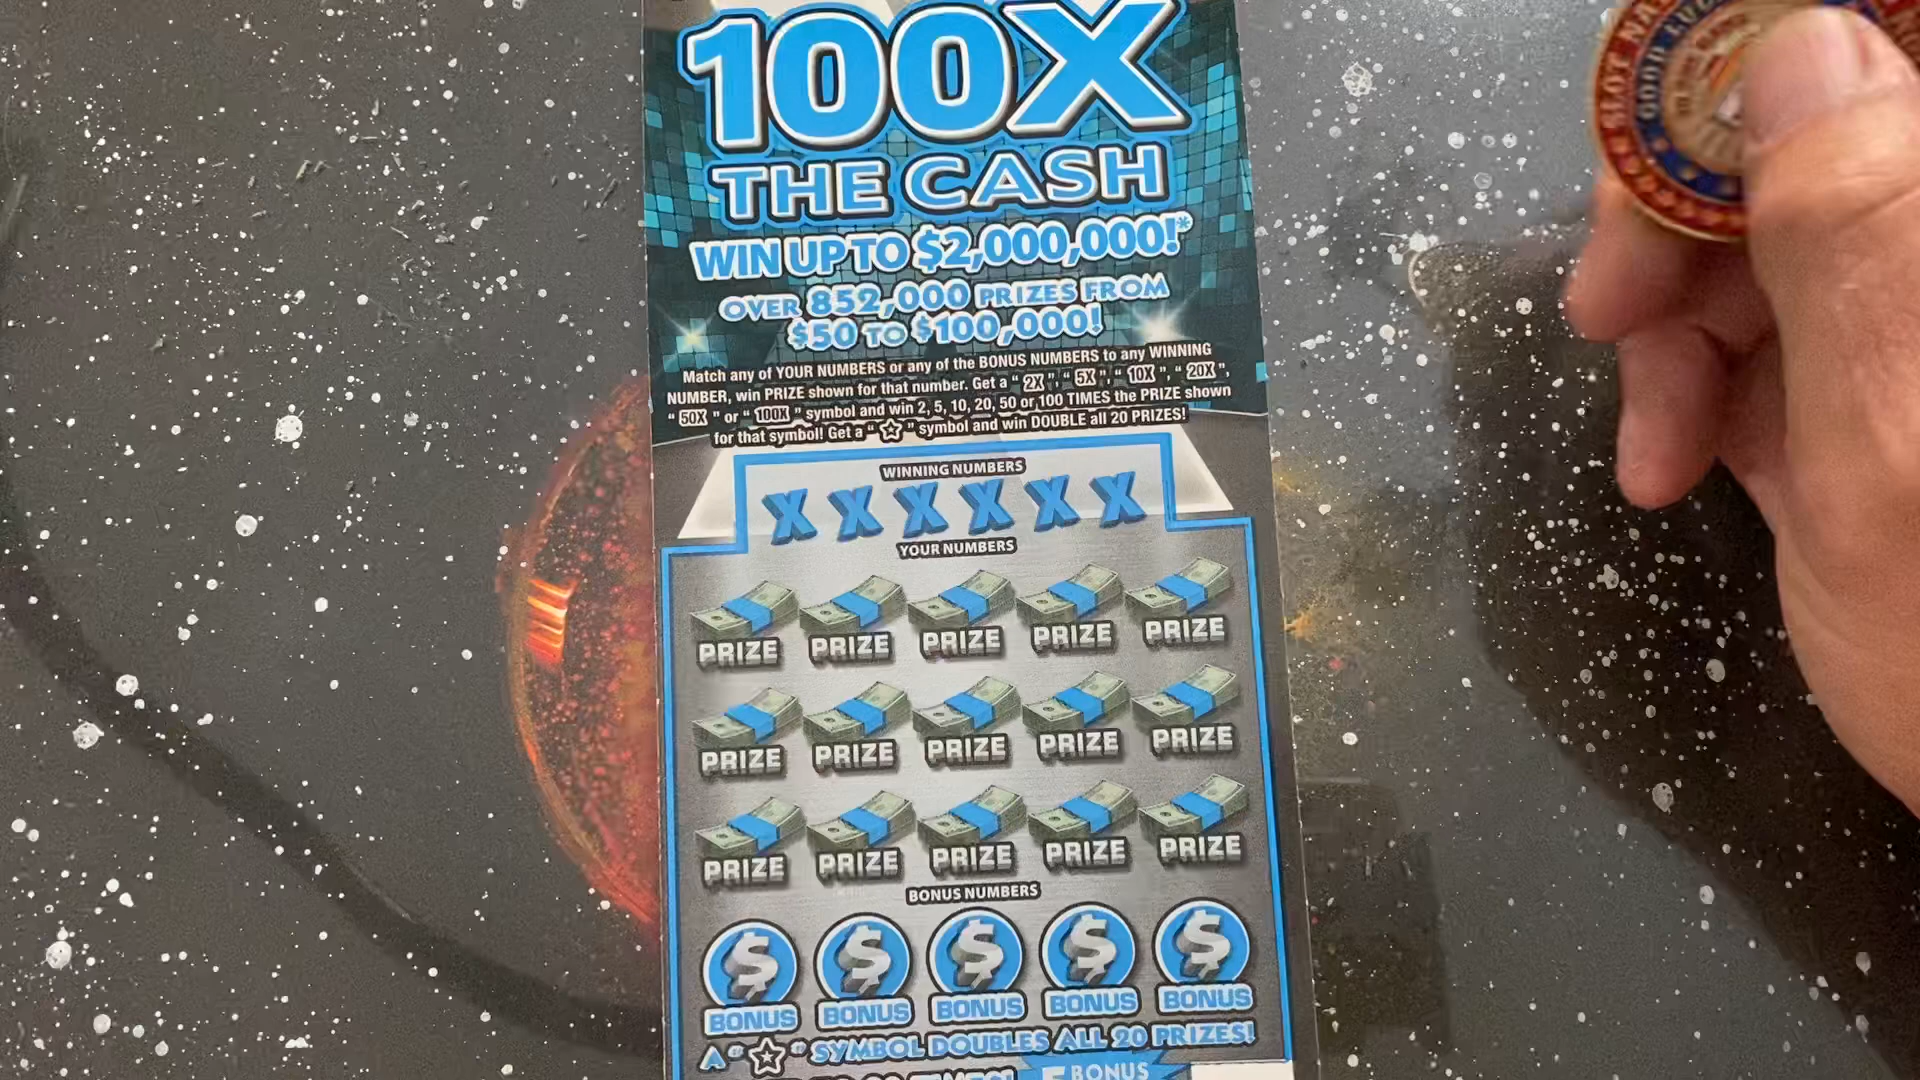 100X
THE CASH
WIN UP TO $2,000,000!*
OVER 852,000 PRIZES FROM
$50 TO $100,000!
Match any of YOUR NUMBERS or any of the BONUS NUMBERS to any WINNING
NUMBER, win PRIZE shown for that number. Get a " 2X ", " 5X ", " 10X ", " 20X ",
" 50X " or " 100X " symbol and win 2, 5, 10, 20, 50 or 100 TIMES the PRIZE shown
for that symbol! Get a " ☆ " symbol and win DOUBLE all 20 PRIZES!
WINNING NUMBERS
X X X X X X
YOUR NUMBERS
PRIZE PRIZE PRIZE PRIZE PRIZE
PRIZE PRIZE PRIZE PRIZE PRIZE
PRIZE PRIZE PRIZE PRIZE PRIZE
BONUS NUMBERS
$ $ $ $ $
BONUS BONUS BONUS BONUS BONUS
A "☆" SYMBOL DOUBLES ALL 20 PRIZES!
5 BONUS
SLOT
GOOD LUCK